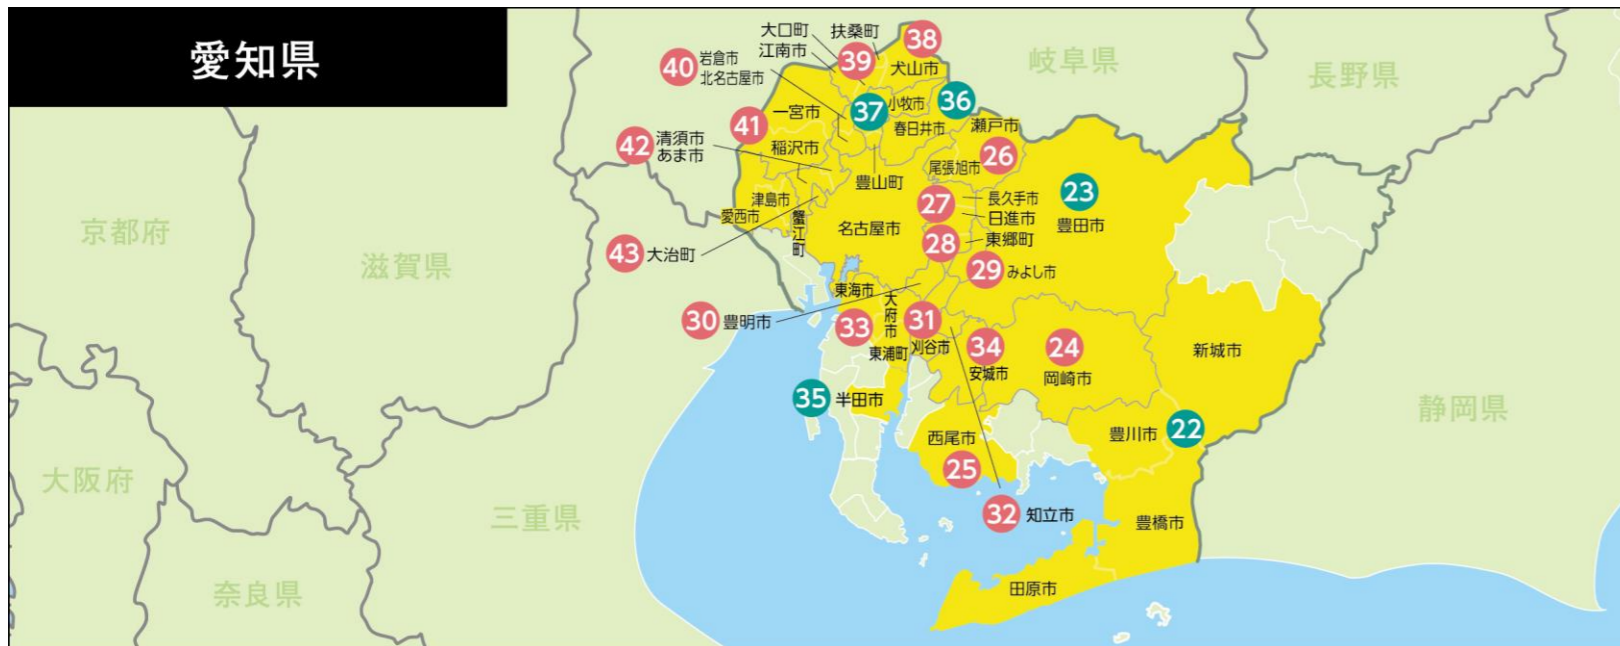 愛知県
大口町
扶桑町
38
岐阜県
長野県
江南市
39
犬山市
40
岩倉市
北名古屋市
一宮市
37
小牧市
36
41
春日井市
瀬戸市
42
清須市
あま市
稲沢市
尾張旭市
26
豊山町
23
津島市
27
長久手市
京都府
愛西市
蟹江町
日進市
豊田市
名古屋市
28
東郷町
滋賀県
43
大治町
29
みよし市
東海市
大府市
30
豊明市
33
31
刈谷市
34
24
新城市
東浦町
安城市
岡崎市
35
半田市
静岡県
西尾市
豊川市
22
25
大阪府
三重県
32
知立市
豊橋市
奈良県
田原市